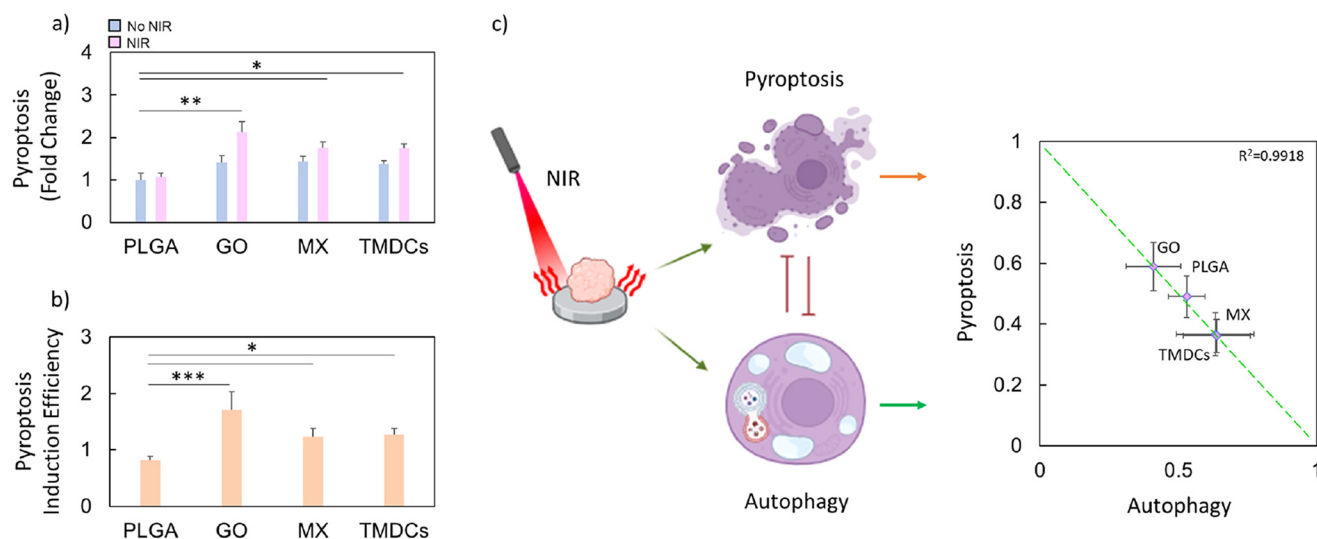 a)
No NIR
NIR
Pyroptosis
(Fold Change)
4
3
2
1
0
*
**
PLGA GO MX TMDCs
b)
Pyroptosis
Induction Efficiency
3
2
1
0
*
***
PLGA GO MX TMDCs
c)
NIR
Pyroptosis
Autophagy
Pyroptosis
1
0.8
0.6
0.4
0.2
0
R²=0.9918
GO
PLGA
MX
TMDCs
0 0.5 1
Autophagy